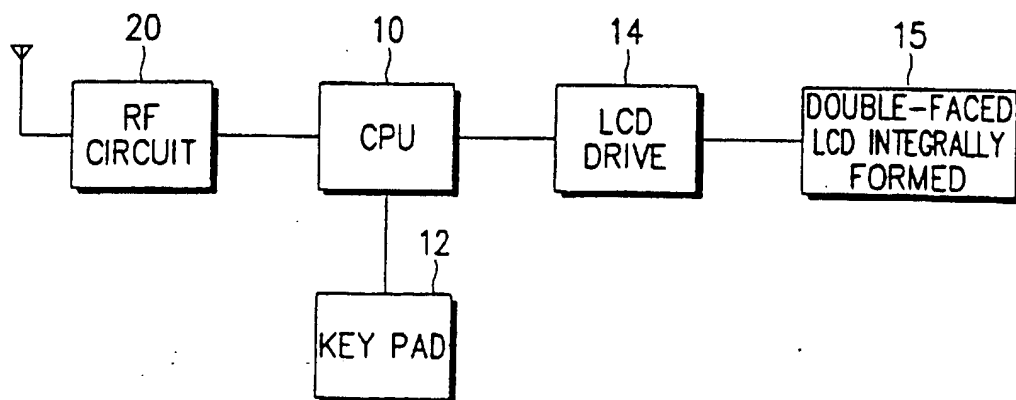 20
RF
CIRCUIT
10
CPU
14
LCD
DRIVE
15
DOUBLE-FACED
LCD INTEGRALLY
FORMED
12
KEY PAD